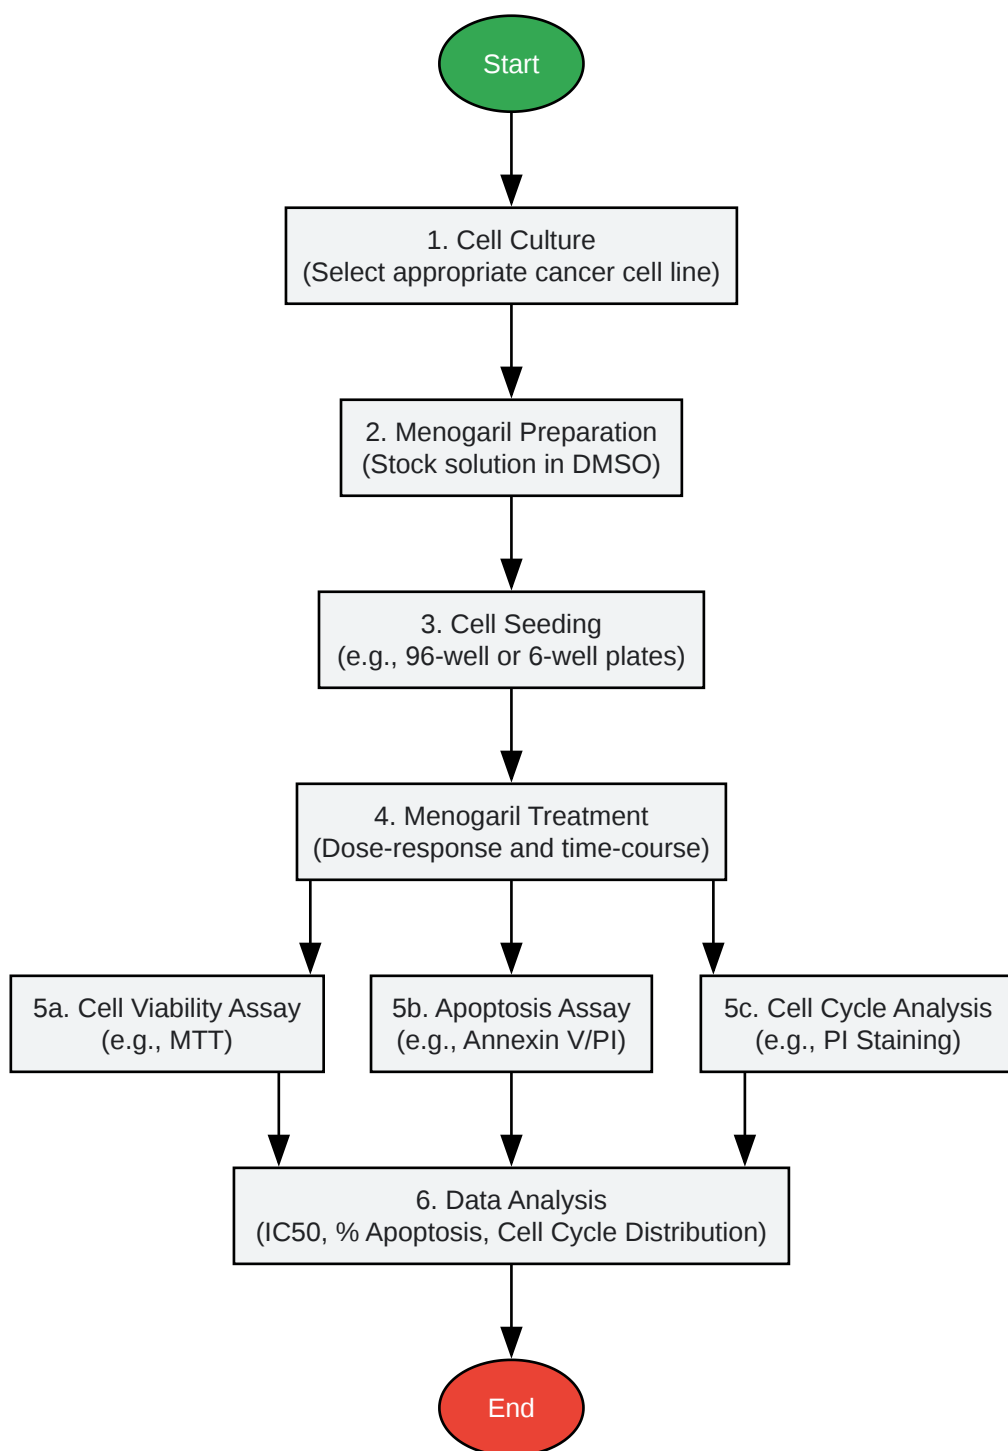 Start
1. Cell Culture
(Select appropriate cancer cell line)
2. Menogaril Preparation
(Stock solution in DMSO)
3. Cell Seeding
(e.g., 96-well or 6-well plates)
4. Menogaril Treatment
(Dose-response and time-course)
5a. Cell Viability Assay
(e.g., MTT)
5b. Apoptosis Assay
(e.g., Annexin V/PI)
5c. Cell Cycle Analysis
(e.g., PI Staining)
6. Data Analysis
(IC50, % Apoptosis, Cell Cycle Distribution)
End